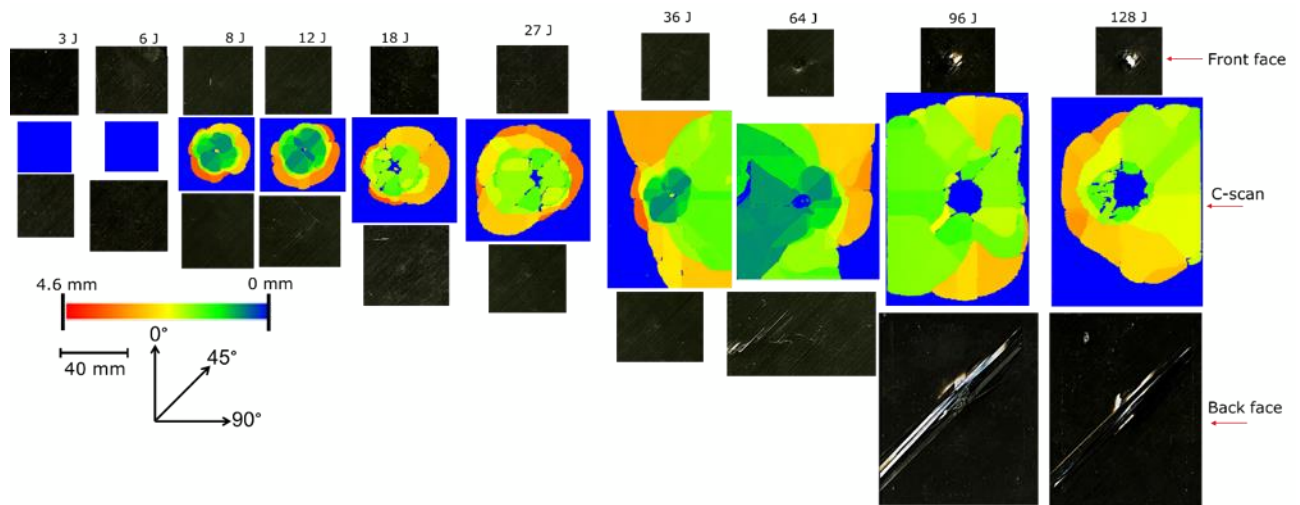 3 J 6 J 8 J 12 J 18 J 27 J 36 J 64 J 96 J 128 J
Front face
C-scan
4.6 mm 0 mm
0°
45°
40 mm
90°
Back face